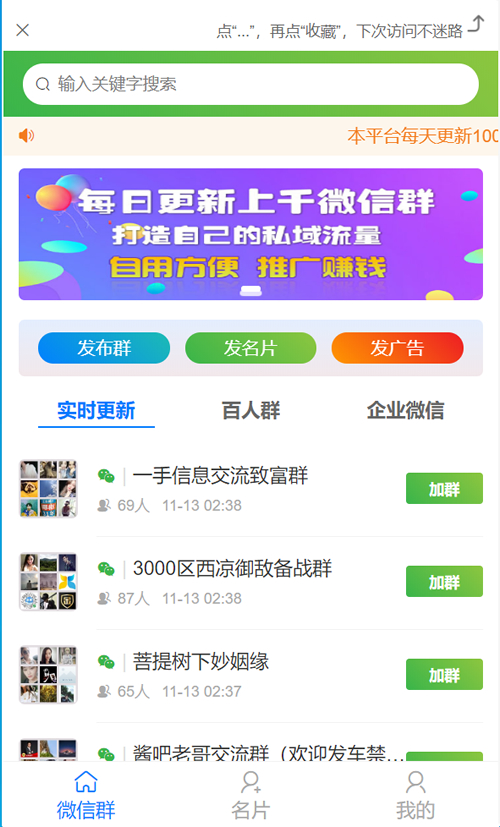 点“...”，再点“收藏”，下次访问不迷路
输入关键字搜索
本平台每天更新100
每日更新上千微信群
打造自己的私域流量
自用方便 推广赚钱
发布群 发名片 发广告
实时更新 百人群 企业微信
一手信息交流致富群
69人 11-13 02:38
加群
3000区西凉御敌备战群
87人 11-13 02:38
加群
菩提树下妙姻缘
65人 11-13 02:37
加群
酱吧老哥交流群（欢迎发车禁...
微信群 名片 我的